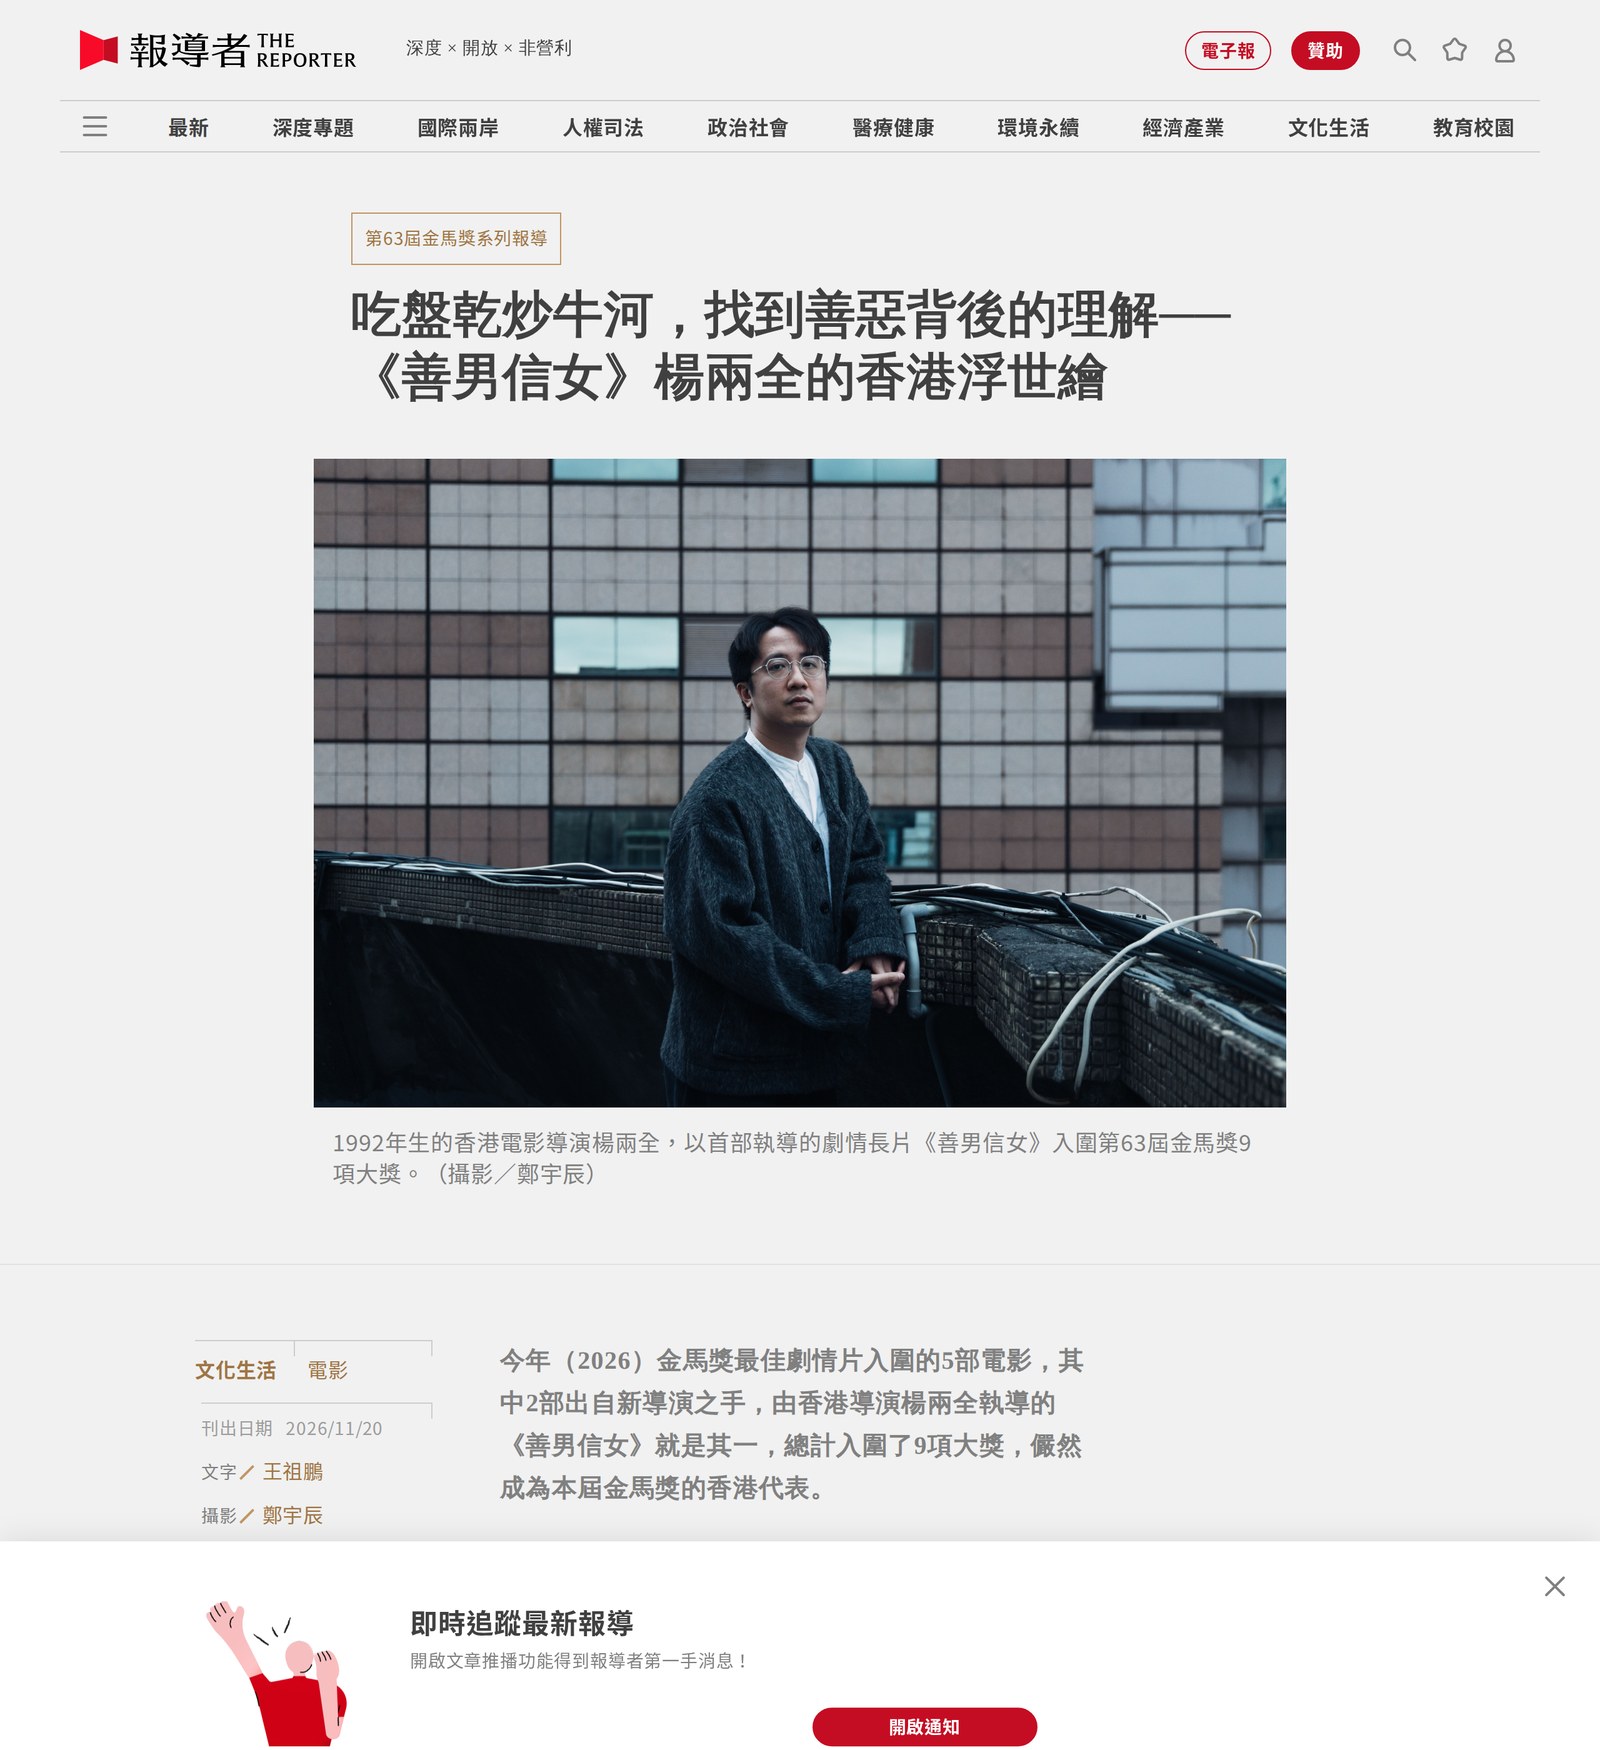 報導者 THE REPORTER
深度 × 開放 × 非營利
電子報
贊助
最新 深度專題 國際兩岸 人權司法 政治社會 醫療健康 環境永續 經濟產業 文化生活 教育校園
第63屆金馬獎系列報導
吃盤乾炒牛河，找到善惡背後的理解──
《善男信女》楊兩全的香港浮世繪
1992年生的香港電影導演楊兩全，以首部執導的劇情長片《善男信女》入圍第63屆金馬獎9
項大獎。（攝影／鄭宇辰）
文化生活 電影
刊出日期 2026/11/20
文字／王祖鵬
攝影／鄭宇辰
今年（2026）金馬獎最佳劇情片入圍的5部電影，其
中2部出自新導演之手，由香港導演楊兩全執導的
《善男信女》就是其一，總計入圍了9項大獎，儼然
成為本屆金馬獎的香港代表。
即時追蹤最新報導
開啟文章推播功能得到報導者第一手消息！
開啟通知